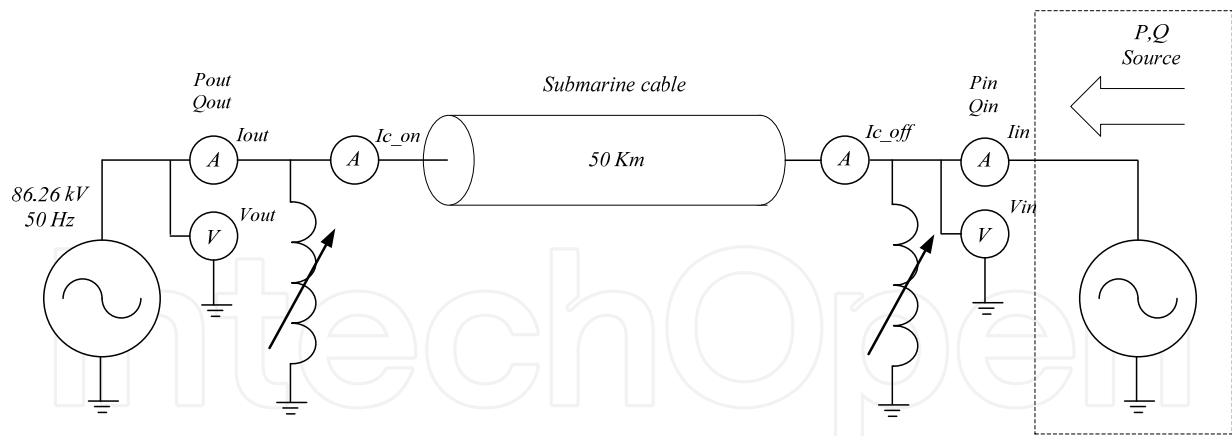 P,Q
Source
Submarine cable
Pout
Qout
Pin
Qin
Iout
Ic_on
Ic_off
Iin
A
A
50 Km
A
A
86.26 kV
50 Hz
Vout
Vin
V
V
IntechOpen